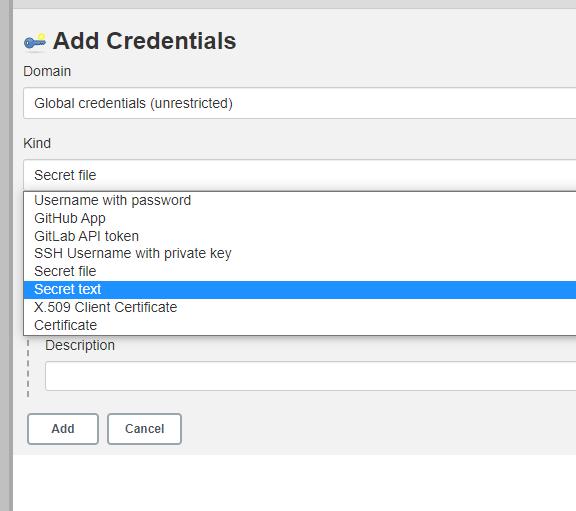 Add Credentials
Domain
Global credentials (unrestricted)
Kind
Secret file
Username with password
GitHub App
GitLab API token
SSH Username with private key
Secret file
Secret text
X.509 Client Certificate
Certificate
Description
Add Cancel